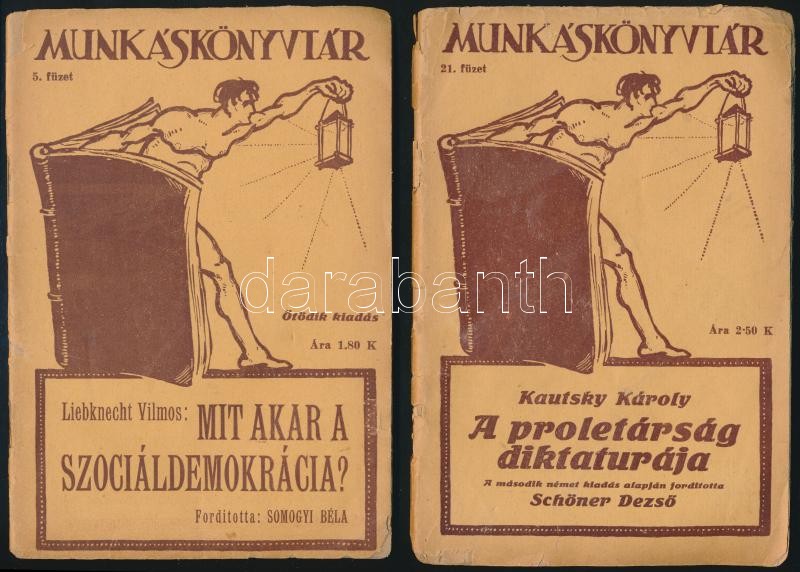 MUNKÁSKÖNYVTÁR
5. füzet
Ötödik kiadás
Ára 1.80 K
Liebknecht Vilmos: MIT AKAR A
SZOCIÁLDEMOKRÁCIA?
Forditotta: SOMOGYI BÉLA
MUNKÁSKÖNYVTÁR
21. füzet
Ára 2·50 K
Kautsky Károly
A proletárság
diktaturája
A második német kiadás alapján forditotta
Schöner Dezső
darabanth.com